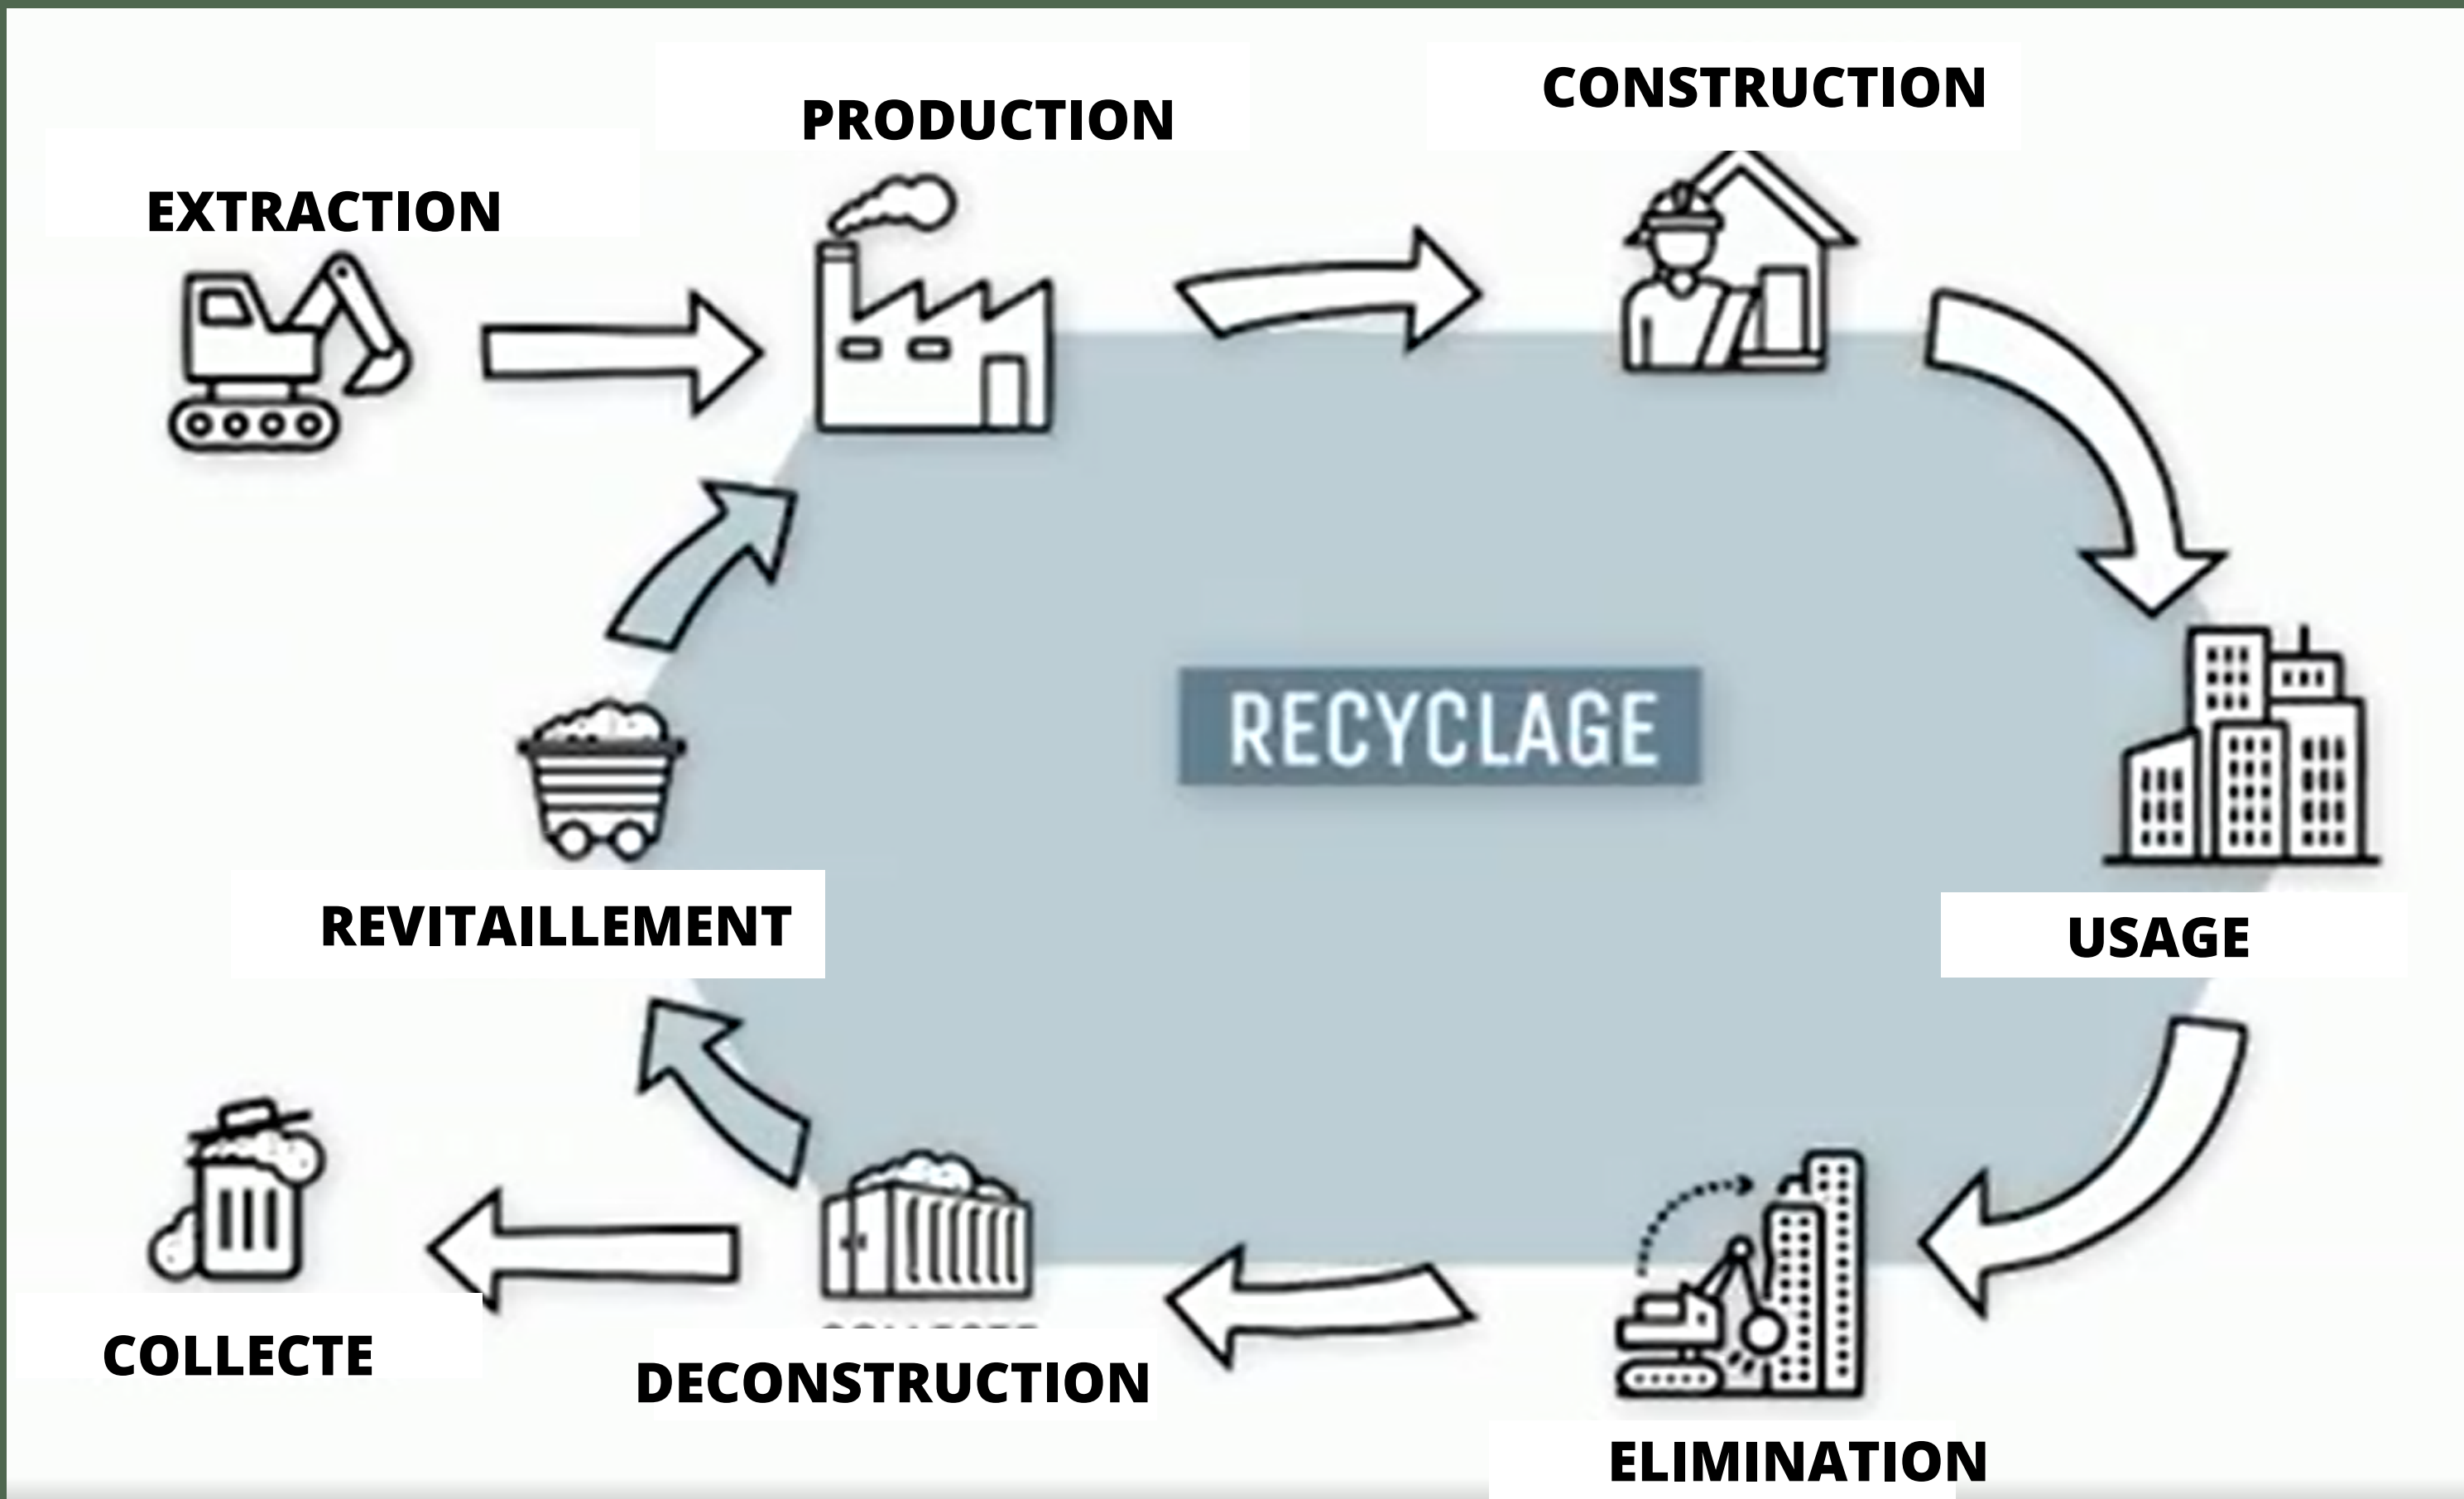 CONSTRUCTION
PRODUCTION
EXTRACTION
RECYCLAGE
REVITAILLEMENT
USAGE
COLLECTE
DECONSTRUCTION
ELIMINATION